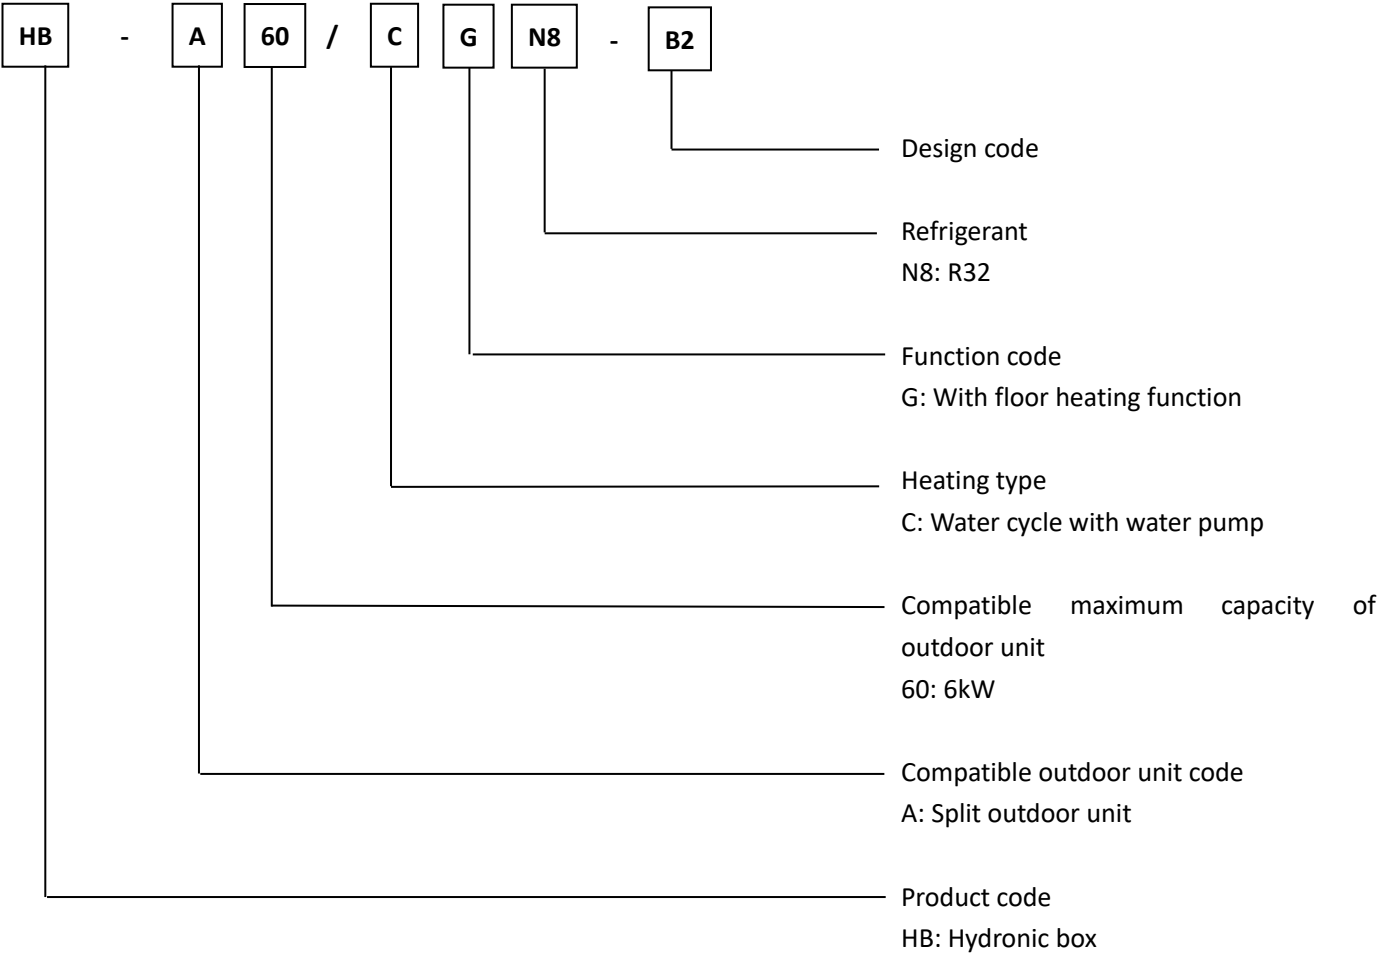 HB - A 60 / C G N8 - B2
Design code
Refrigerant
N8: R32
Function code
G: With floor heating function
Heating type
C: Water cycle with water pump
Compatible maximum capacity of
outdoor unit
60: 6kW
Compatible outdoor unit code
A: Split outdoor unit
Product code
HB: Hydronic box